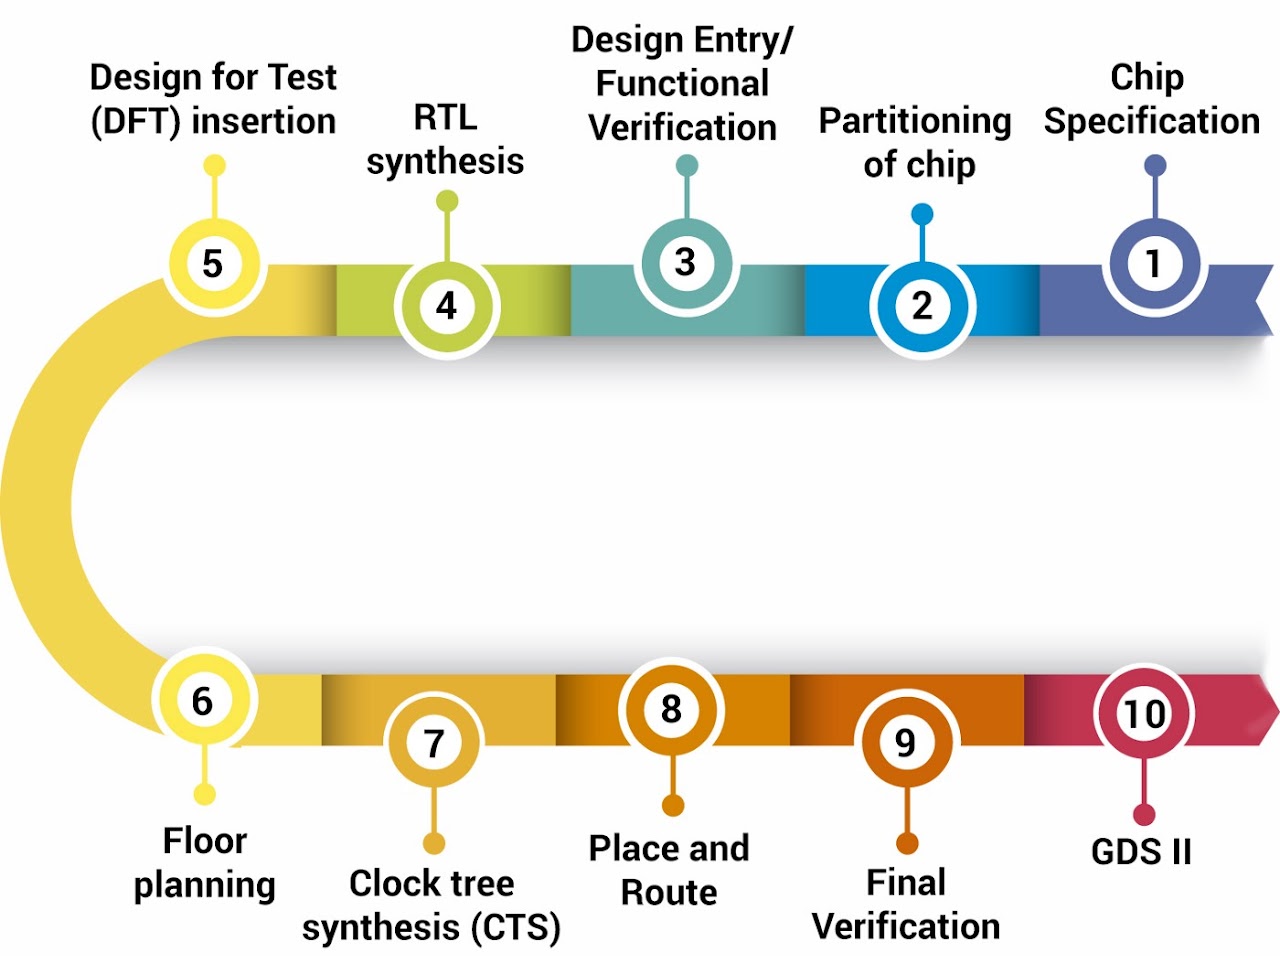 Chip
Specification
1
Partitioning
of chip
2
Design Entry/
Functional
Verification
3
RTL
synthesis
4
Design for Test
(DFT) insertion
5
6
Floor
planning
7
Clock tree
synthesis (CTS)
8
Place and
Route
9
Final
Verification
10
GDS II